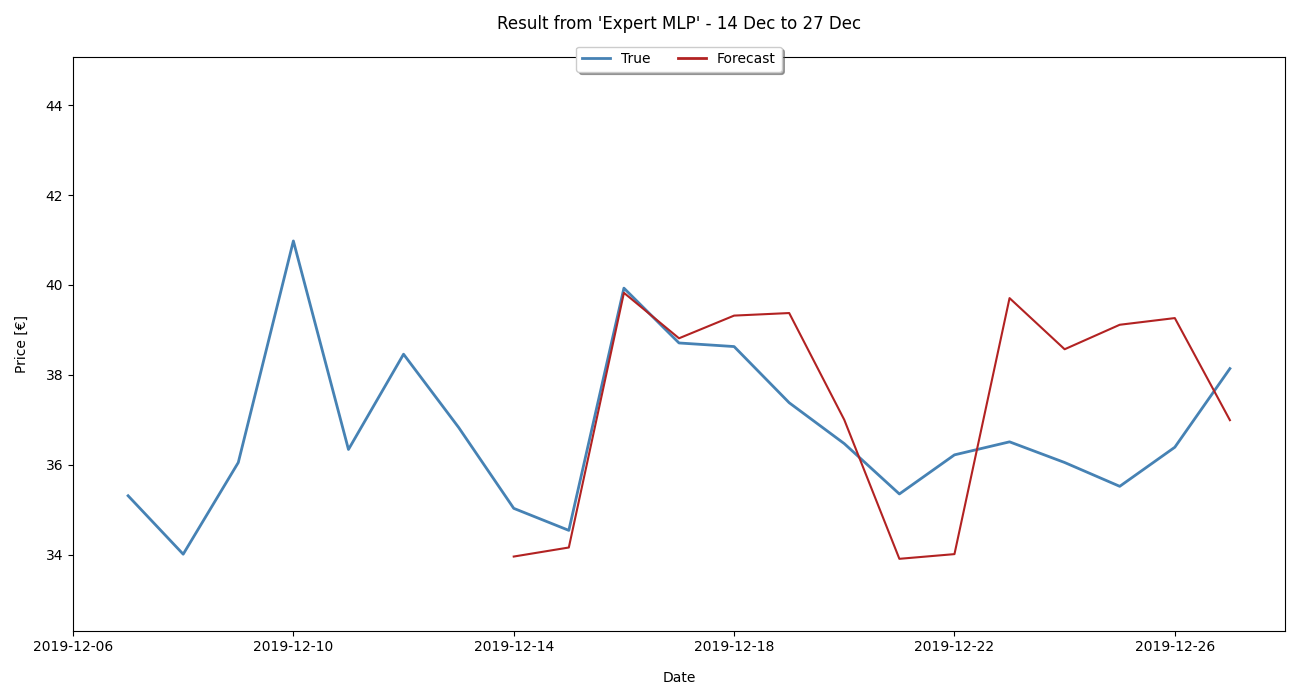 Result from 'Expert MLP' - 14 Dec to 27 Dec
True Forecast
44
42
40
38
36
34
Price [€]
2019-12-06 2019-12-10 2019-12-14 2019-12-18 2019-12-22 2019-12-26
Date